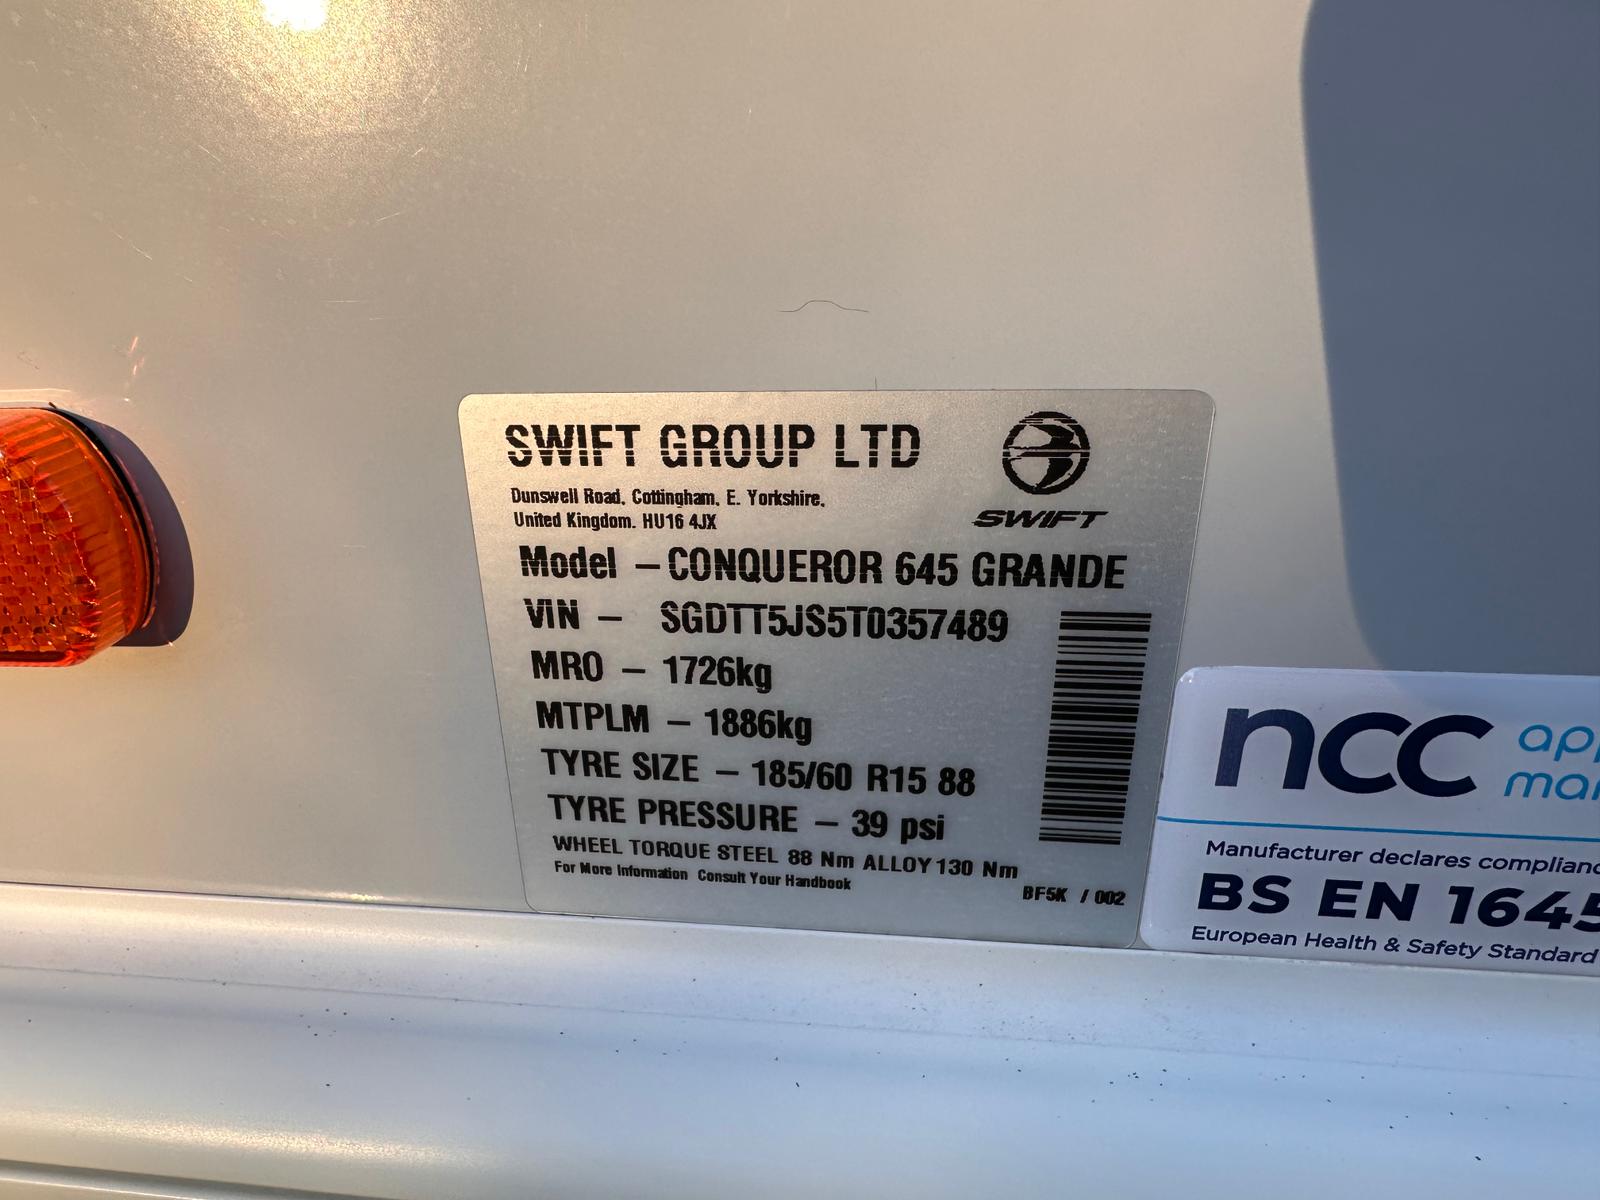 SWIFT GROUP LTD
SWIFT
Dunswell Road, Cottingham, E. Yorkshire,
United Kingdom. HU16 4JX
Model – CONQUEROR 645 GRANDE
VIN – SGDTT5JS5T0357489
MRO – 1726kg
MTPLM – 1886kg
TYRE SIZE – 185/60 R15 88
TYRE PRESSURE – 39 psi
WHEEL TORQUE STEEL 88 Nm ALLOY 130 Nm
For More Information Consult Your Handbook
BF5K / 002
ncc
Manufacturer declares
BS EN
European Health & Safety Standard